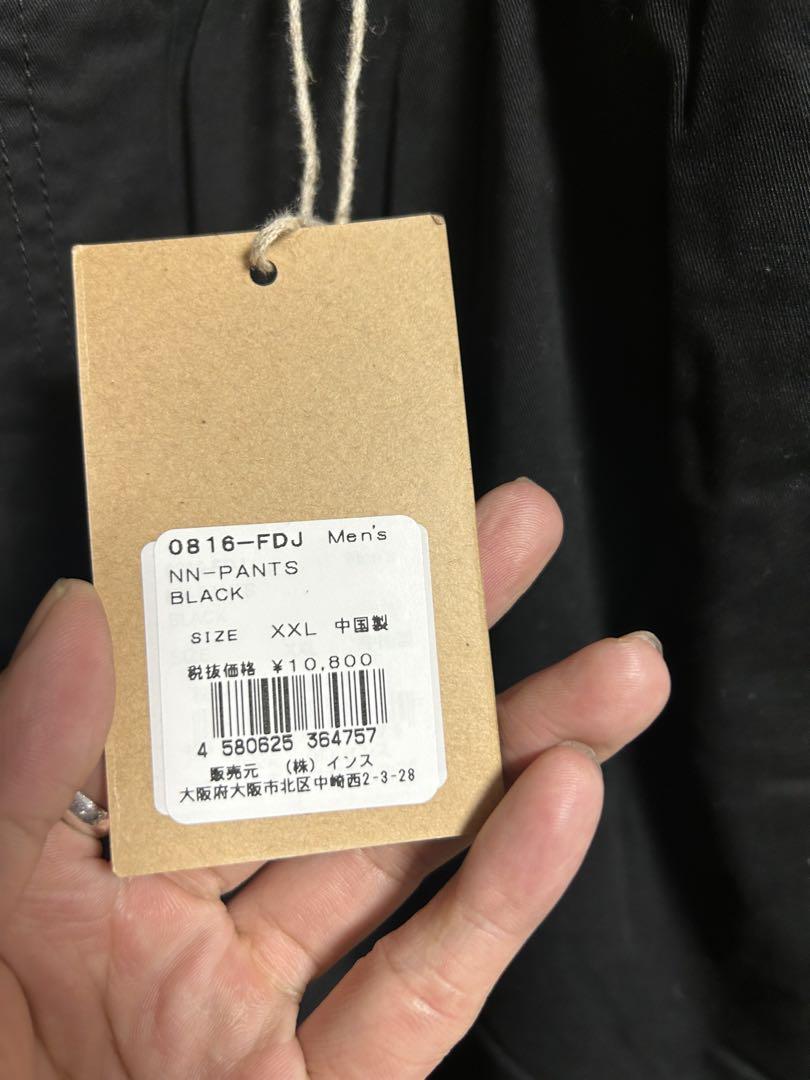 0816-FDJ Men's
NN-PANTS
BLACK
SIZE XXL 中国製
税抜価格 ¥10,800
4 580625 364757
販売元 (株)インス
大阪府大阪市北区中崎西2-3-28